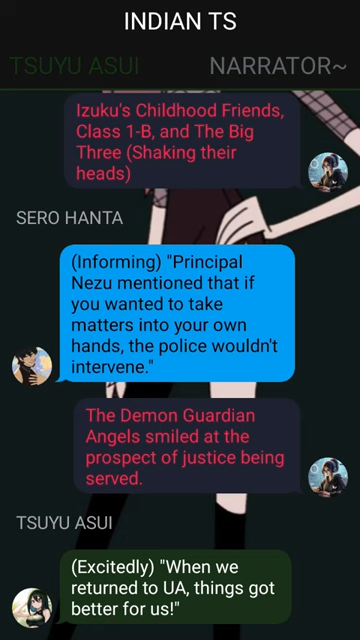 INDIAN TS
TSUYU ASUI
NARRATOR~
Izuku's Childhood Friends,
Class 1-B, and The Big
Three (Shaking their
heads)
SERO HANTA
(Informing) "Principal
Nezu mentioned that if
you wanted to take
matters into your own
hands, the police wouldn't
intervene."
The Demon Guardian
Angels smiled at the
prospect of justice being
served.
TSUYU ASUI
(Excitedly) "When we
returned to UA, things got
better for us!"